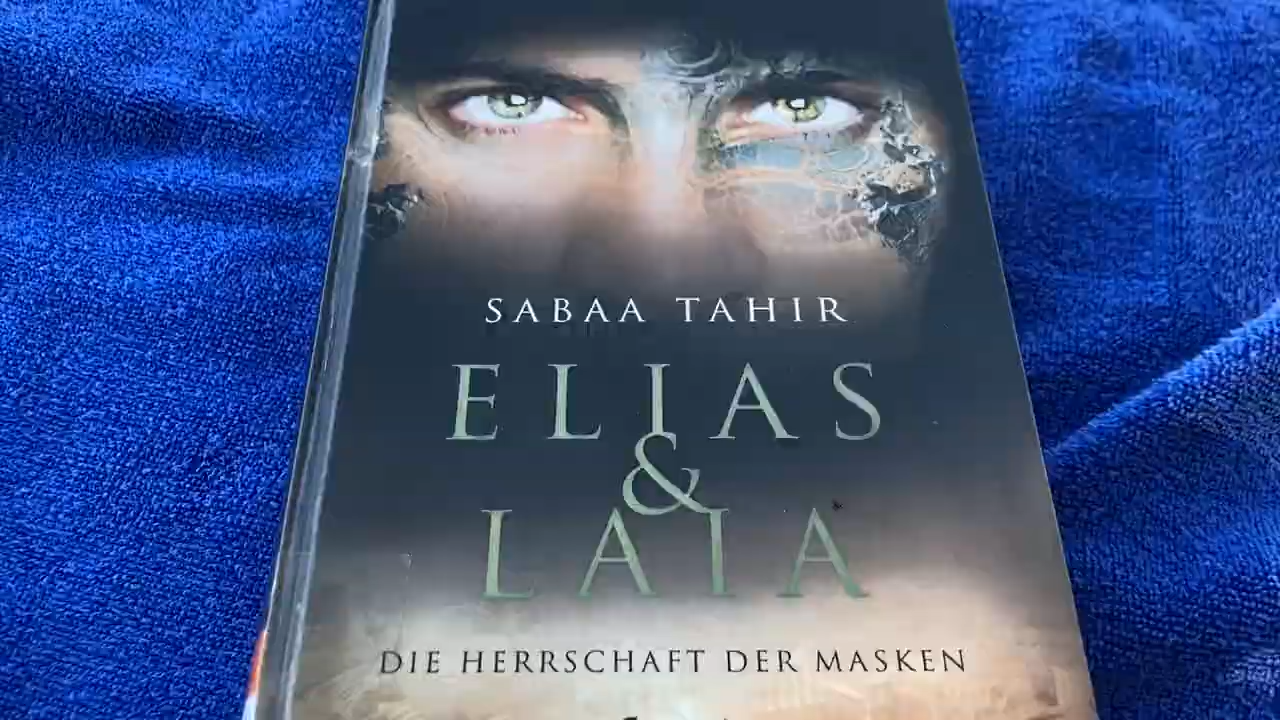 SABAA TAHIR
ELIAS
&
LAIA
DIE HERRSCHAFT DER MASKEN